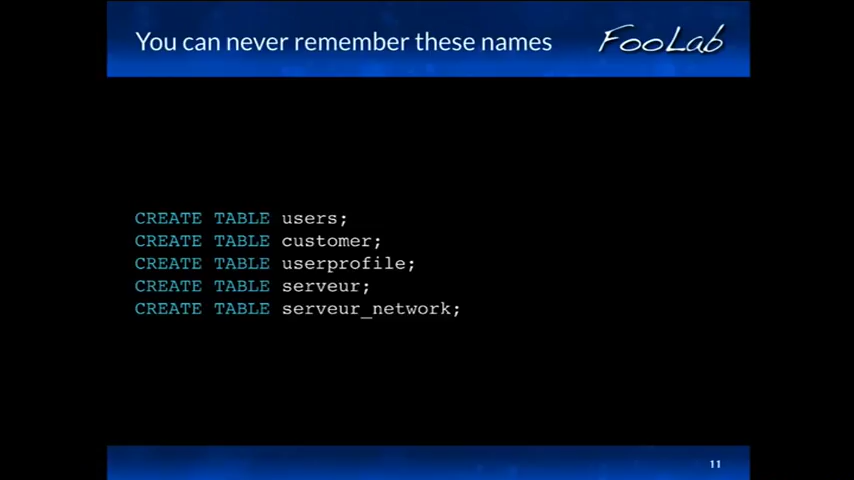 You can never remember these names
FooLab
CREATE TABLE users;
CREATE TABLE customer;
CREATE TABLE userprofile;
CREATE TABLE serveur;
CREATE TABLE serveur_network;
11